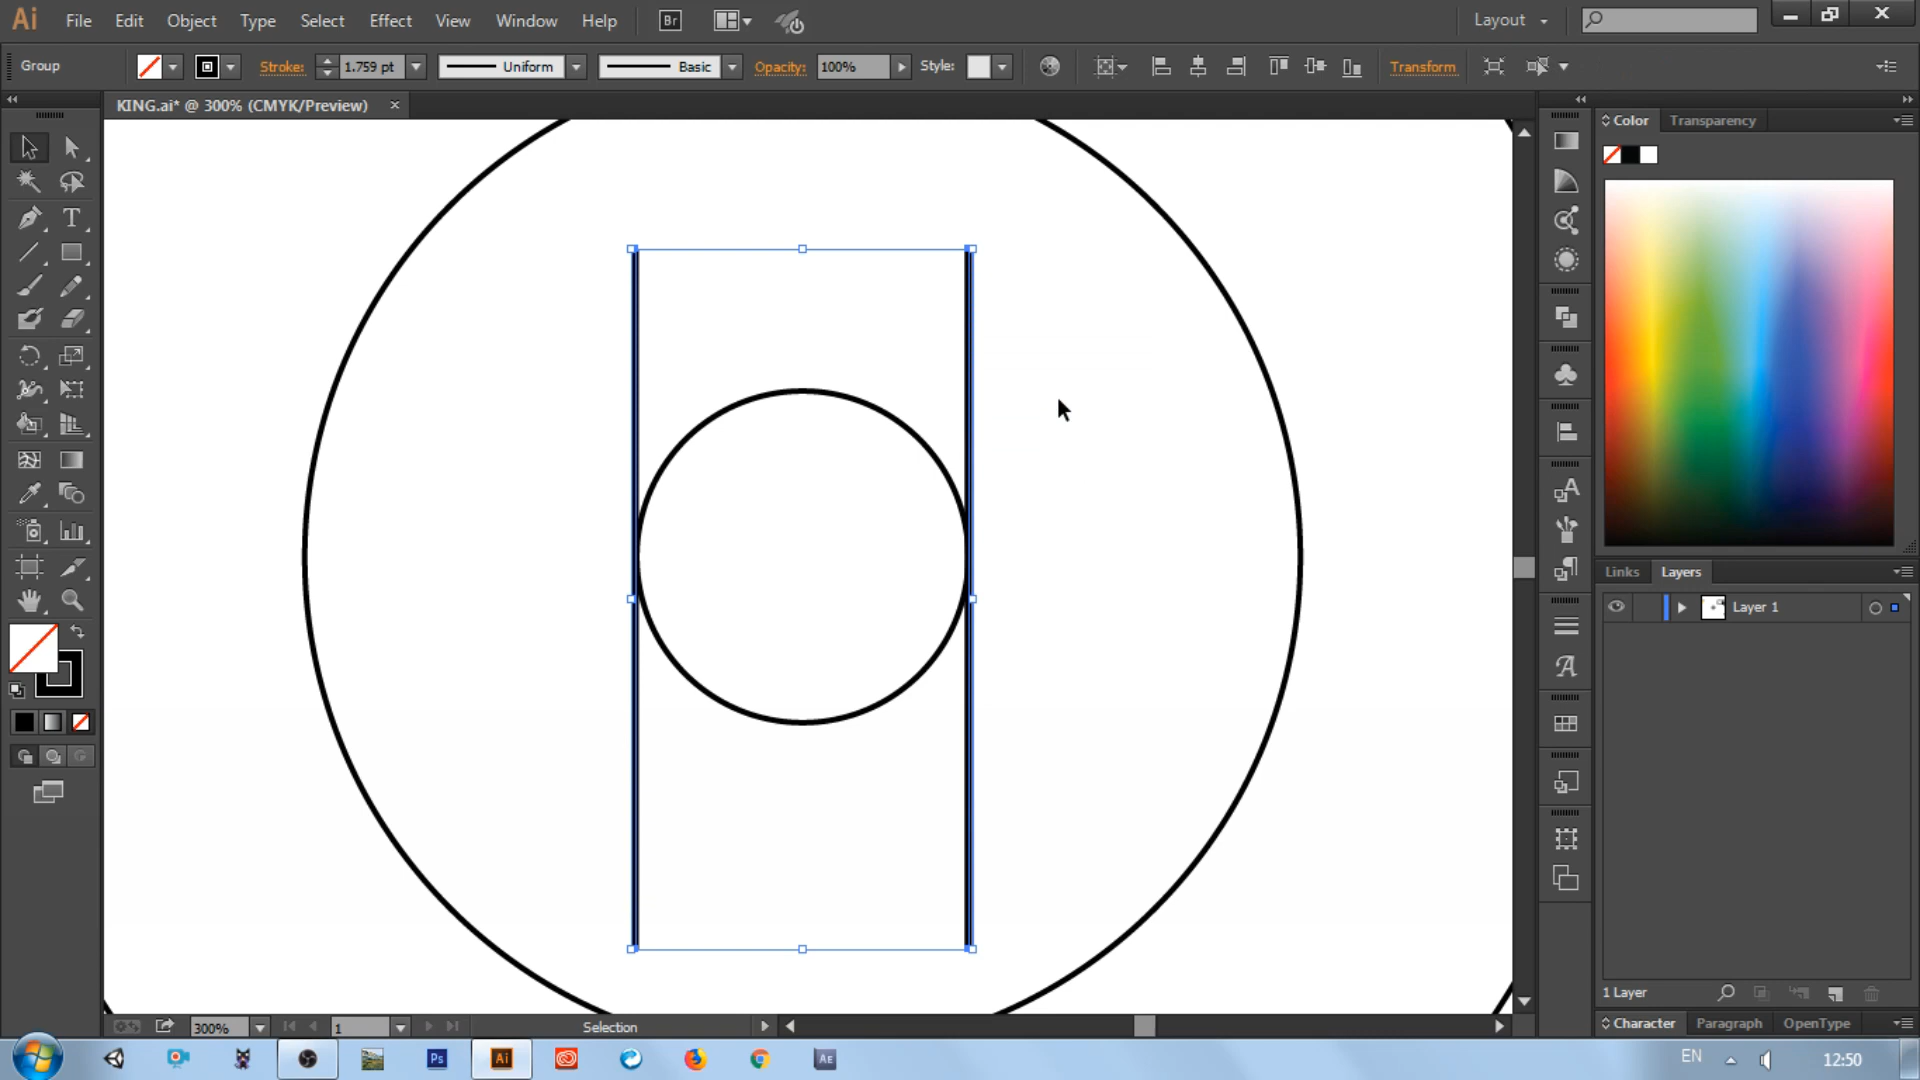 Ai File Edit Object Type Select Effect View Window Help Br Layout
Group Stroke: 1.759 pt Uniform Basic Opacity: 100% Style: Transform
KING.ai* @ 300% (CMYK/Preview)
Color Transparency
Links Layers
Layer 1
1 Layer
Character Paragraph OpenType
300% 1 Selection
Ps Ai AE EN 12:50